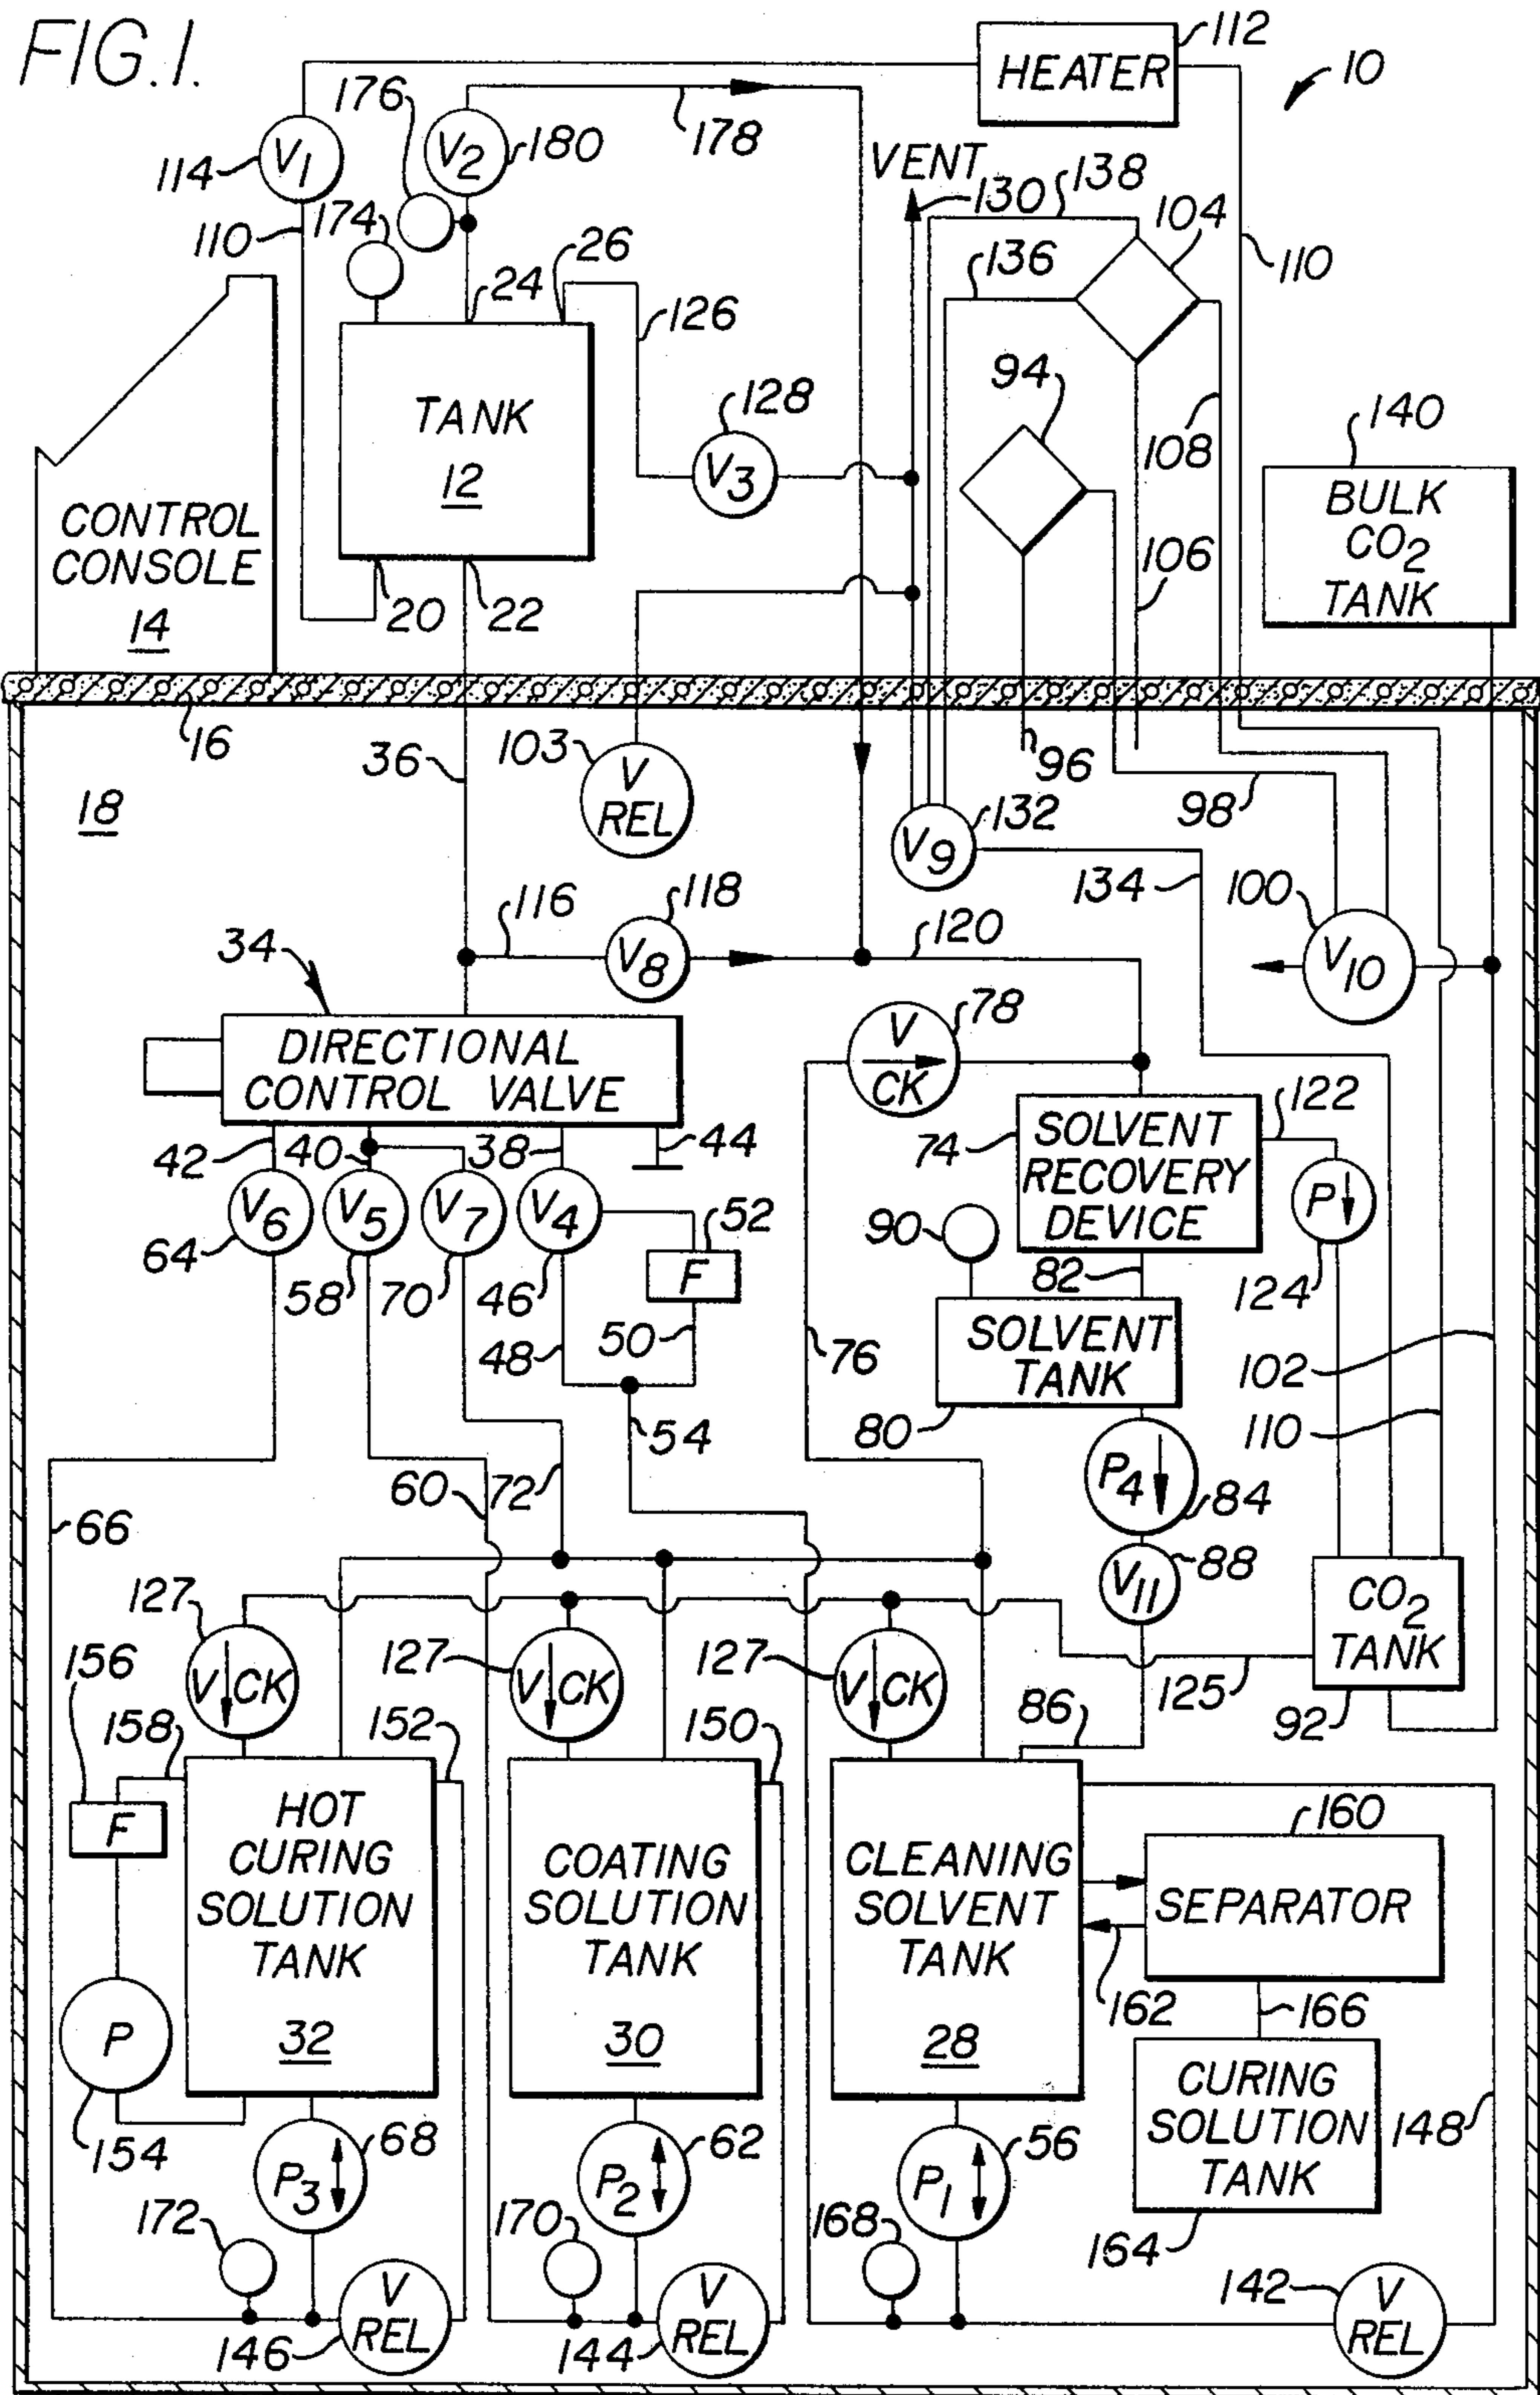 FIG. 1.
HEATER
112
10
176
V2
180
178
V1
114
VENT
130
138
104
174
110
136
110
24
26
126
94
TANK
12
128
V3
108
140
BULK
CO2
TANK
CONTROL
CONSOLE
14
20
22
106
16
36
103
V
REL
96
18
132
V9
98
134
100
V10
116
118
V8
120
34
DIRECTIONAL
CONTROL VALVE
V
CK
78
122
74
SOLVENT
RECOVERY
DEVICE
P
42
40
38
44
V6
V5
V7
V4
52
F
90
64
58
70
46
82
124
50
48
SOLVENT
TANK
76
102
80
54
110
P4
84
60
72
66
V11
88
127
V CK
127
V CK
127
V CK
CO2
TANK
156
158
152
150
86
125
92
F
HOT
CURING
SOLUTION
TANK
32
COATING
SOLUTION
TANK
30
CLEANING
SOLVENT
TANK
28
160
SEPARATOR
162
166
P
154
CURING
SOLUTION
TANK
164
148
P3
68
P2
62
P1
56
172
170
168
142
V
REL
146
V
REL
144
V
REL